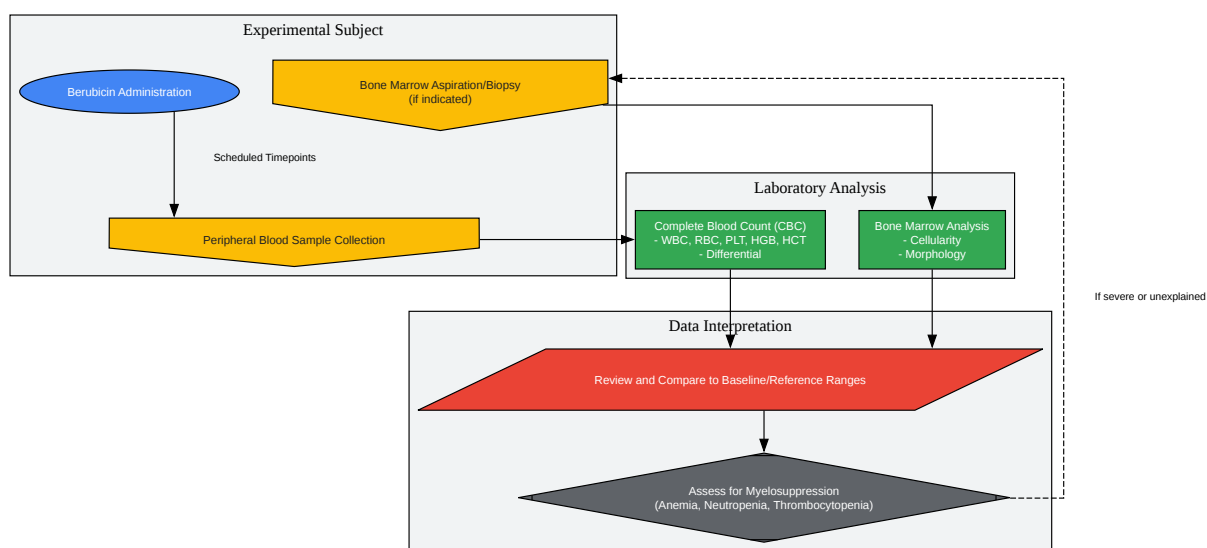 Experimental Subject
Berubicin Administration
Bone Marrow Aspiration/Biopsy
(if indicated)
Scheduled Timepoints
Peripheral Blood Sample Collection
Laboratory Analysis
Complete Blood Count (CBC)
- WBC, RBC, PLT, HGB, HCT
- Differential
Bone Marrow Analysis
- Cellularity
- Morphology
If severe or unexplained
Data Interpretation
Review and Compare to Baseline/Reference Ranges
Assess for Myelosuppression
(Anemia, Neutropenia, Thrombocytopenia)